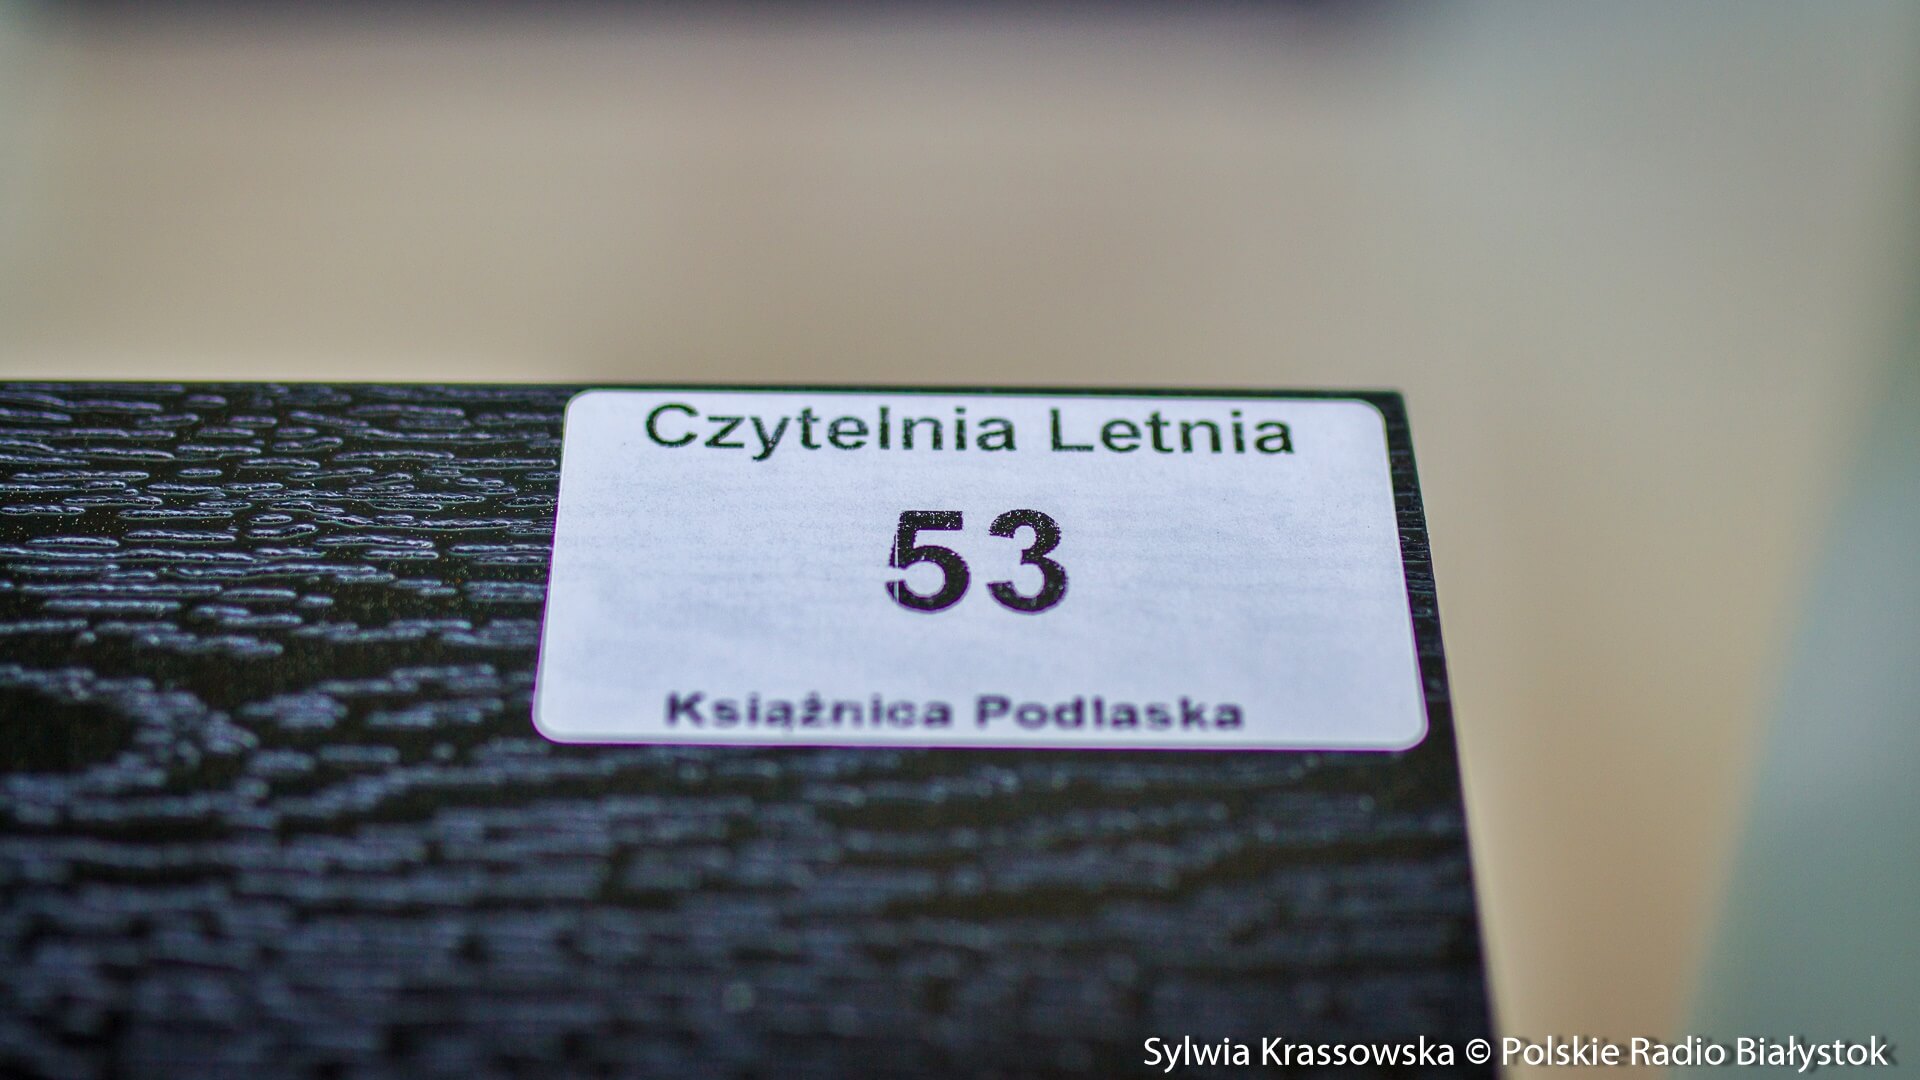 Czytelnia Letnia
53
Książnica Podlaska
Sylwia Krassowska © Polskie Radio Białystok